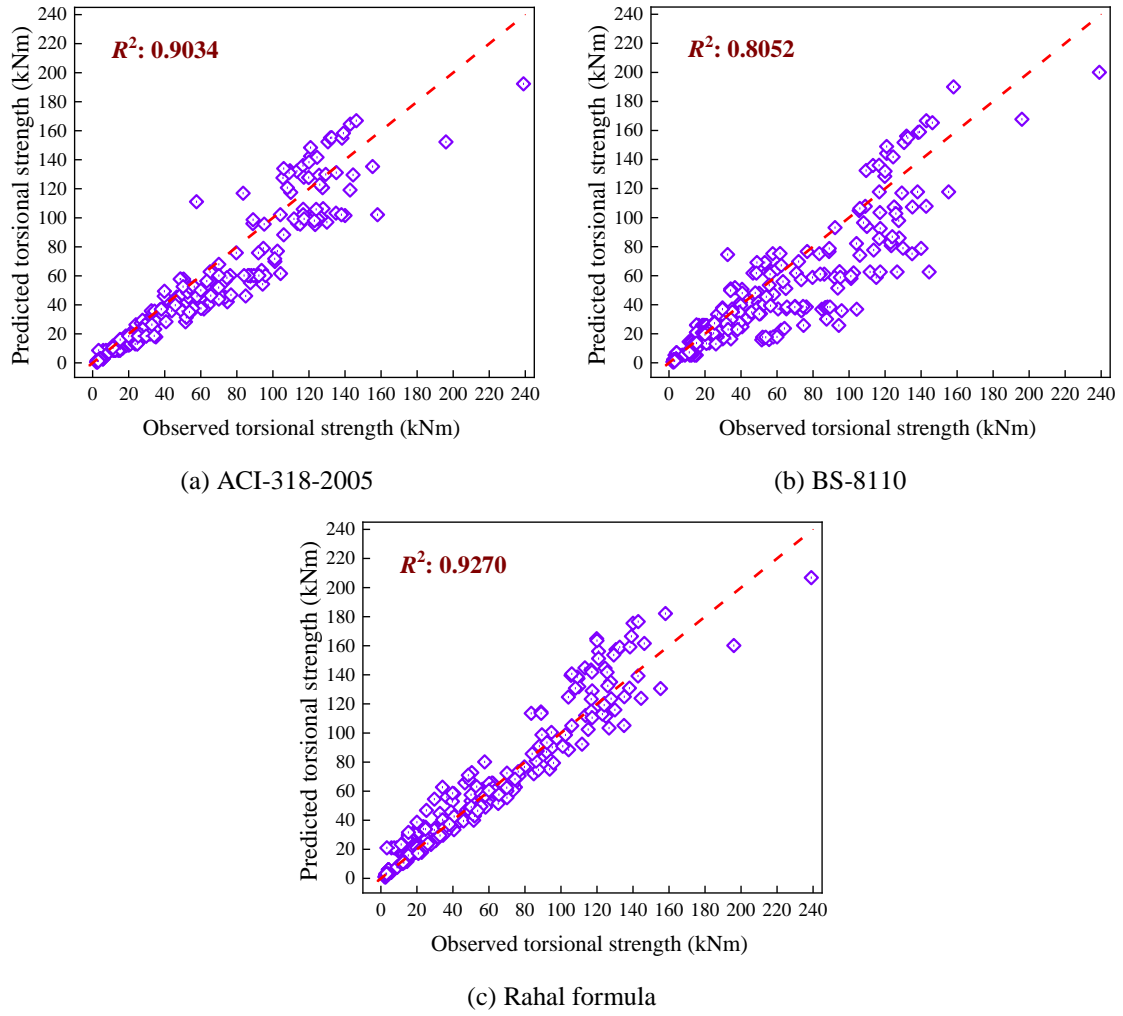 240
220
200
180
160
140
120
100
80
60
40
20
0
Predicted torsional strength (kNm)
R²: 0.9034
0 20 40 60 80 100 120 140 160 180 200 220 240
Observed torsional strength (kNm)
(a) ACI-318-2005
240
220
200
180
160
140
120
100
80
60
40
20
0
Predicted torsional strength (kNm)
R²: 0.8052
0 20 40 60 80 100 120 140 160 180 200 220 240
Observed torsional strength (kNm)
(b) BS-8110
240
220
200
180
160
140
120
100
80
60
40
20
0
Predicted torsional strength (kNm)
R²: 0.9270
0 20 40 60 80 100 120 140 160 180 200 220 240
Observed torsional strength (kNm)
(c) Rahal formula